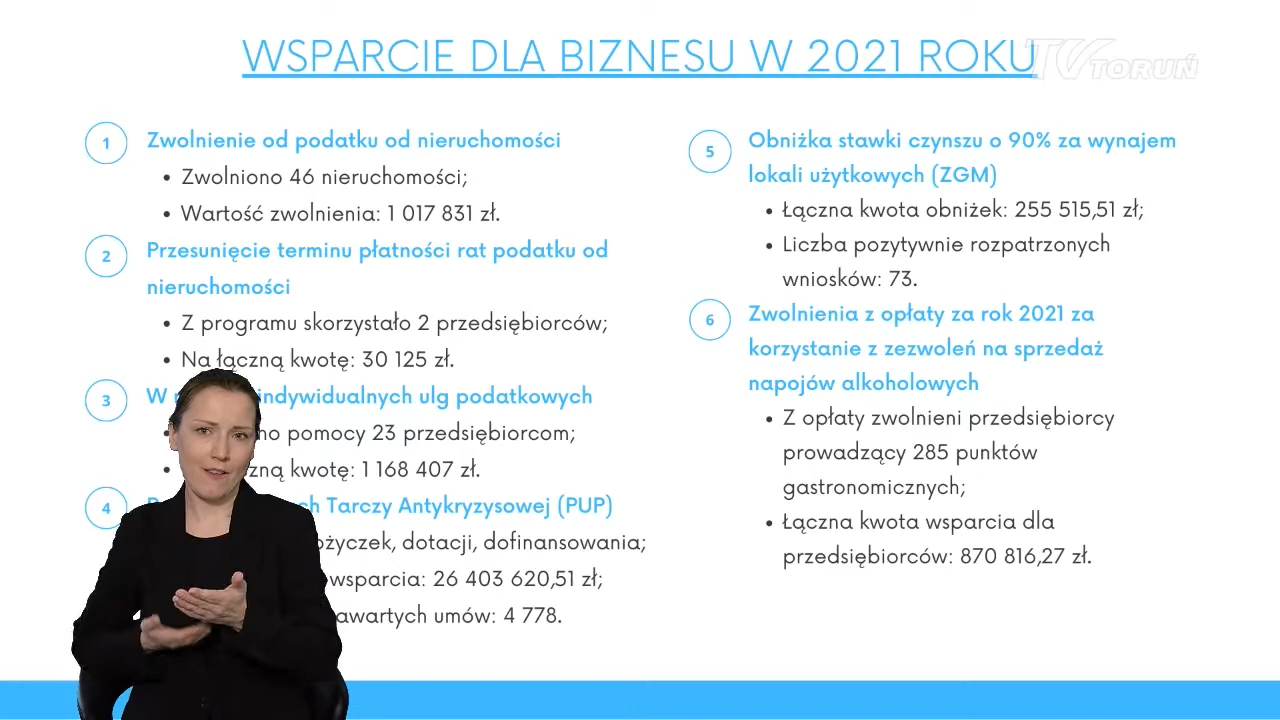 WSPARCIE DLA BIZNESU W 2021 ROKU
TV TORUŃ
1
Zwolnienie od podatku od nieruchomości
• Zwolniono 46 nieruchomości;
• Wartość zwolnienia: 1 017 831 zł.
2
Przesunięcie terminu płatności rat podatku od
nieruchomości
• Z programu skorzystało 2 przedsiębiorców;
• Na łączną kwotę: 30 125 zł.
3
W indywidualnych ulg podatkowych
• pomocy 23 przedsiębiorcom;
• kwotę: 1 168 407 zł.
4
Tarczy Antykryzysowej (PUP)
dotacji, dofinansowania;
wsparcia: 26 403 620,51 zł;
umów: 4 778.
5
Obniżka stawki czynszu o 90% za wynajem
lokali użytkowych (ZGM)
• Łączna kwota obniżek: 255 515,51 zł;
• Liczba pozytywnie rozpatrzonych
wniosków: 73.
6
Zwolnienia z opłaty za rok 2021 za
korzystanie z zezwoleń na sprzedaż
napojów alkoholowych
• Z opłaty zwolnieni przedsiębiorcy
prowadzący 285 punktów
gastronomicznych;
• Łączna kwota wsparcia dla
przedsiębiorców: 870 816,27 zł.